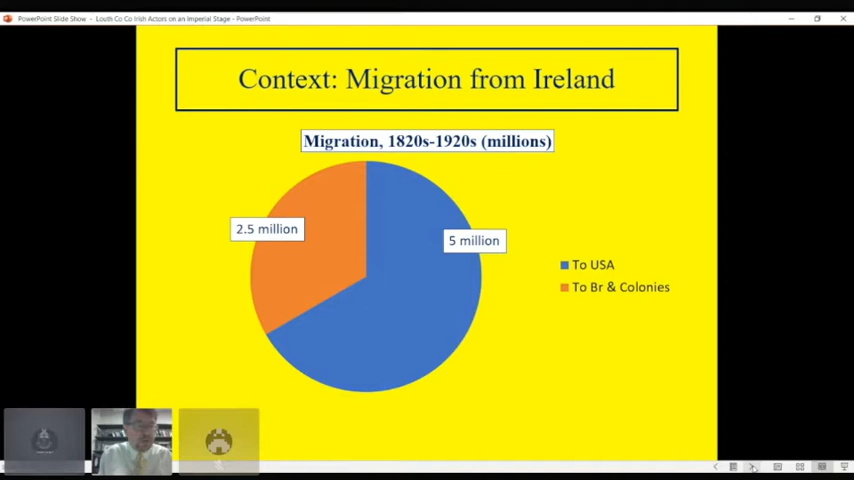 PowerPoint Slide Show - Louth Co Co Irish Actors on an Imperial Stage - PowerPoint
Context: Migration from Ireland
Migration, 1820s-1920s (millions)
2.5 million
5 million
To USA
To Br & Colonies